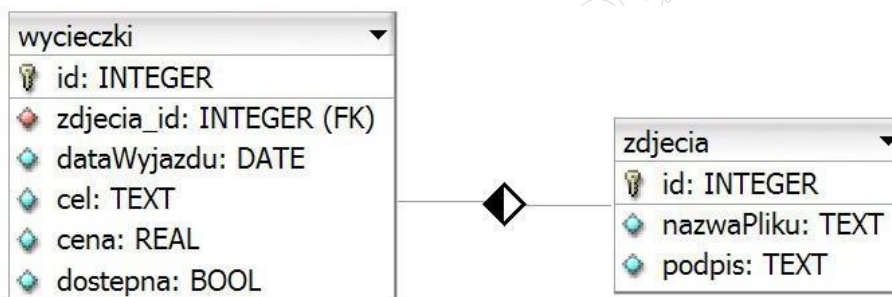 wycieczki
id: INTEGER
zdjecia_id: INTEGER (FK)
dataWyjazdu: DATE
cel: TEXT
cena: REAL
dostepna: BOOL
zdjecia
id: INTEGER
nazwaPliku: TEXT
podpis: TEXT